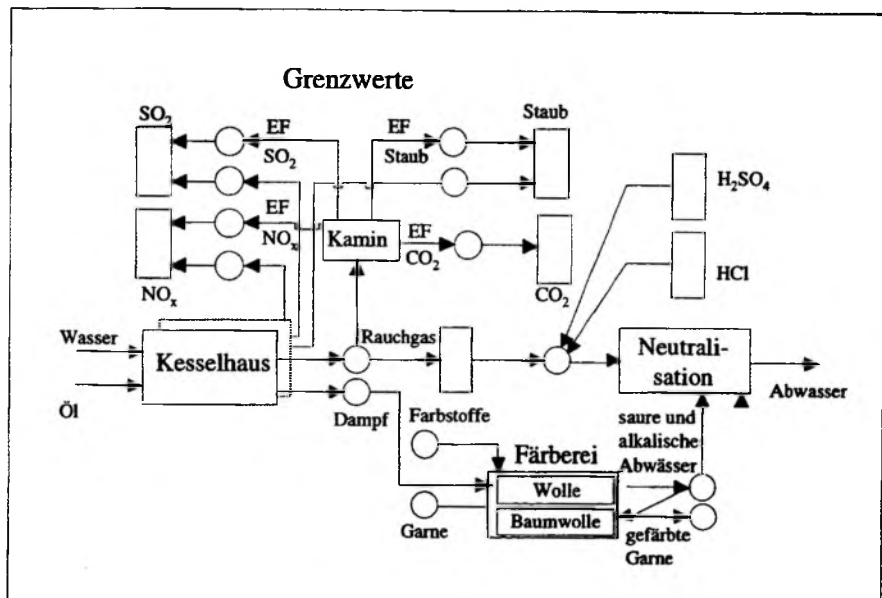 Grenzwerte
SO₂
EF
SO₂
EF
Staub
Staub
H₂SO₄
EF
NOₓ
Kamin
EF
CO₂
NOₓ
CO₂
HCl
Wasser
Kesselhaus
Rauchgas
Neutrali-
sation
Öl
Dampf
Abwasser
Farbstoffe
saure und
alkalische
Abwässer
Färberei
Wolle
Baumwolle
Garne
gefärbte
Garne